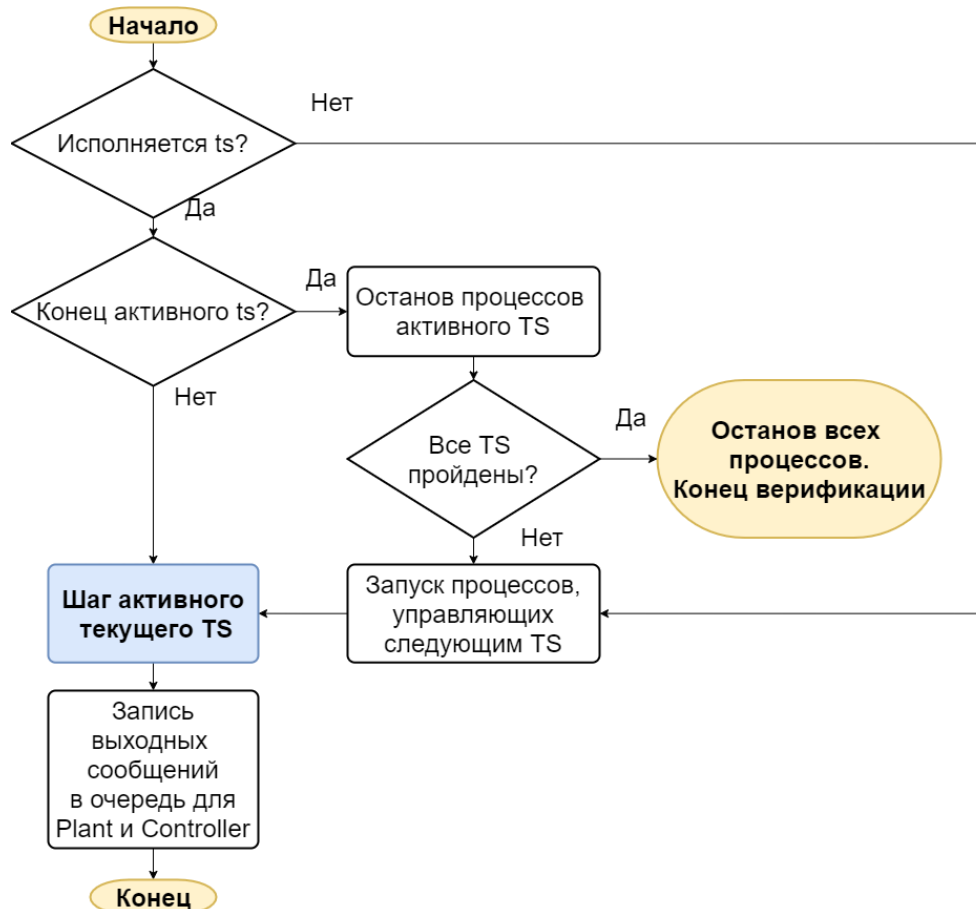 Начало
Нет
Исполняется ts?
Да
Да
Конец активного ts?
Останов процессов
активного TS
Нет
Все TS
пройдены?
Да
Останов всех
процессов.
Конец верификации
Нет
Шаг активного
текущего TS
Запуск процессов,
управляющих
следующим TS
Запись
выходных
сообщений
в очередь для
Plant и Controller
Конец